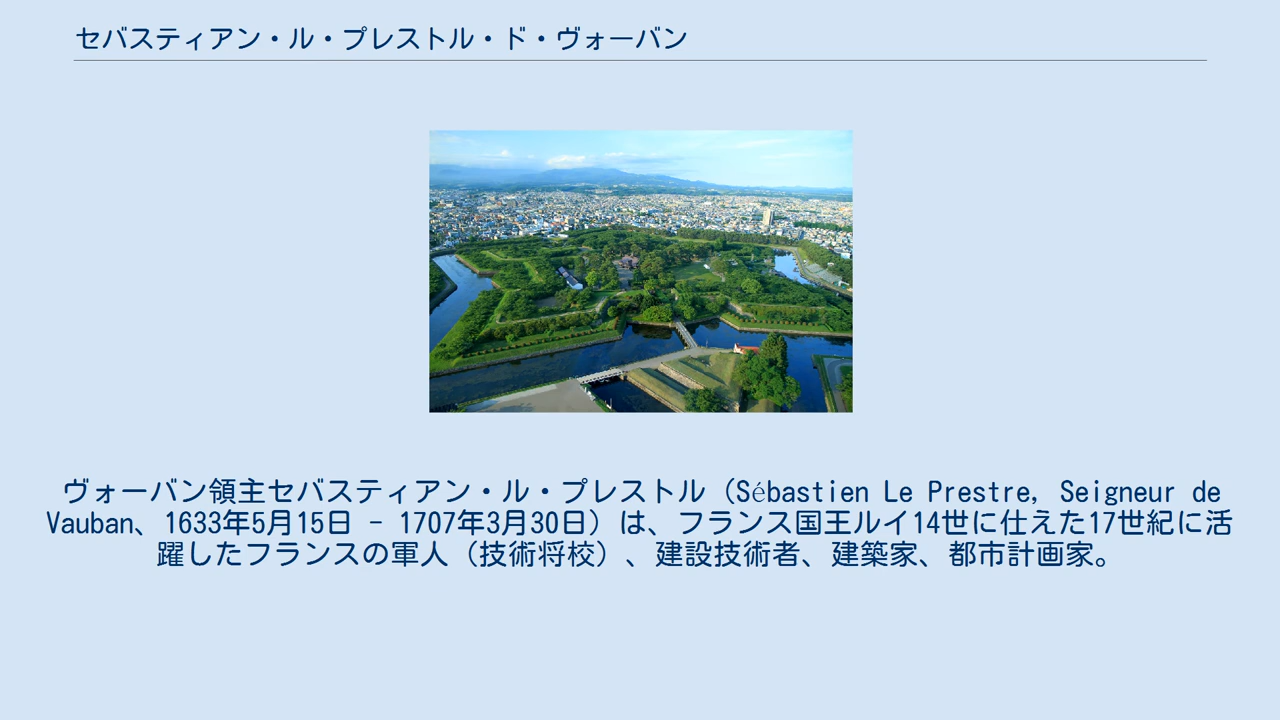 セバスティアン・ル・プレストル・ド・ヴォーバン
ヴォーバン領主セバスティアン・ル・プレストル（Sébastien Le Prestre, Seigneur de
Vauban、1633年5月15日 - 1707年3月30日）は、フランス国王ルイ14世に仕えた17世紀に活
躍したフランスの軍人（技術将校）、建設技術者、建築家、都市計画家。